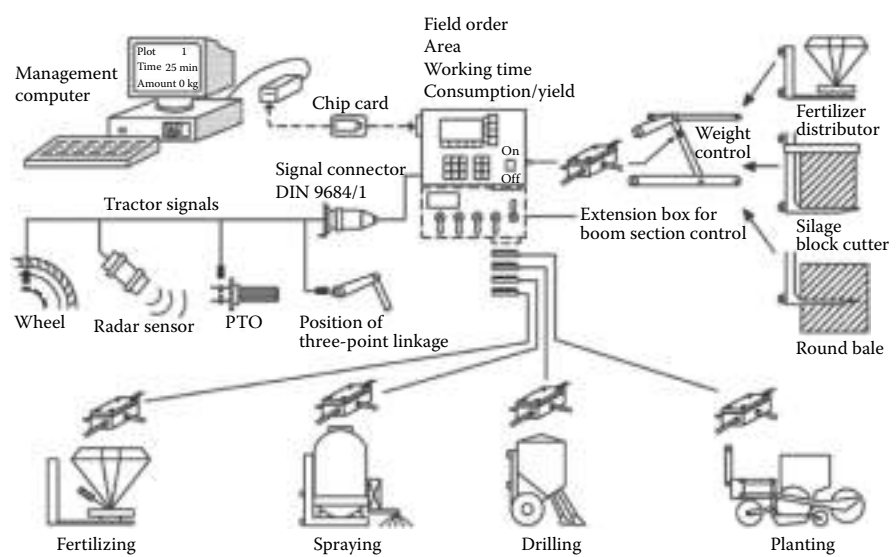 Field order
Area
Working time
Consumption/yield
Plot 1
Time 25 min
Amount 0 kg
Management
computer
Chip card
On
Off
Weight
control
Fertilizer
distributor
Signal connector
DIN 9684/1
Tractor signals
Extension box for
boom section control
Silage
block cutter
Wheel
Radar sensor
PTO
Position of
three-point linkage
Round bale
Fertilizing
Spraying
Drilling
Planting